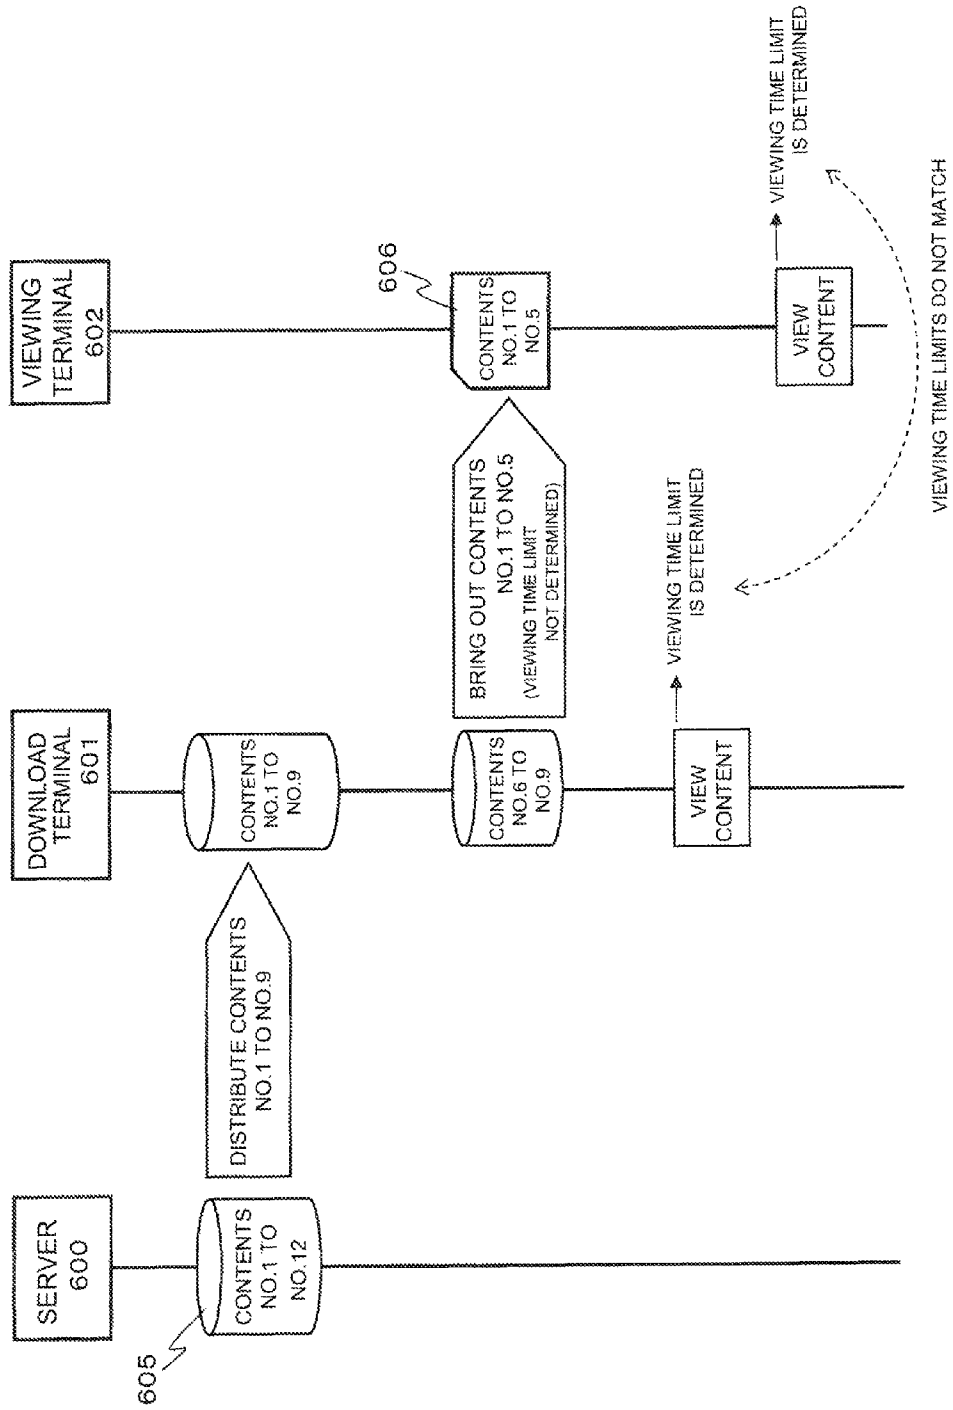 SERVER
600
DOWNLOAD
TERMINAL
601
VIEWING
TERMINAL
602
605
CONTENTS
NO.1 TO
NO.12
DISTRIBUTE CONTENTS
NO.1 TO NO.9
CONTENTS
NO.1 TO
NO.9
CONTENTS
NO.6 TO
NO.9
BRING OUT CONTENTS
NO.1 TO NO.5
(VIEWING TIME LIMIT
NOT DETERMINED)
606
CONTENTS
NO.1 TO
NO.5
VIEW
CONTENT
VIEWING TIME LIMIT
IS DETERMINED
VIEW
CONTENT
VIEWING TIME LIMIT
IS DETERMINED
VIEWING TIME LIMITS DO NOT MATCH